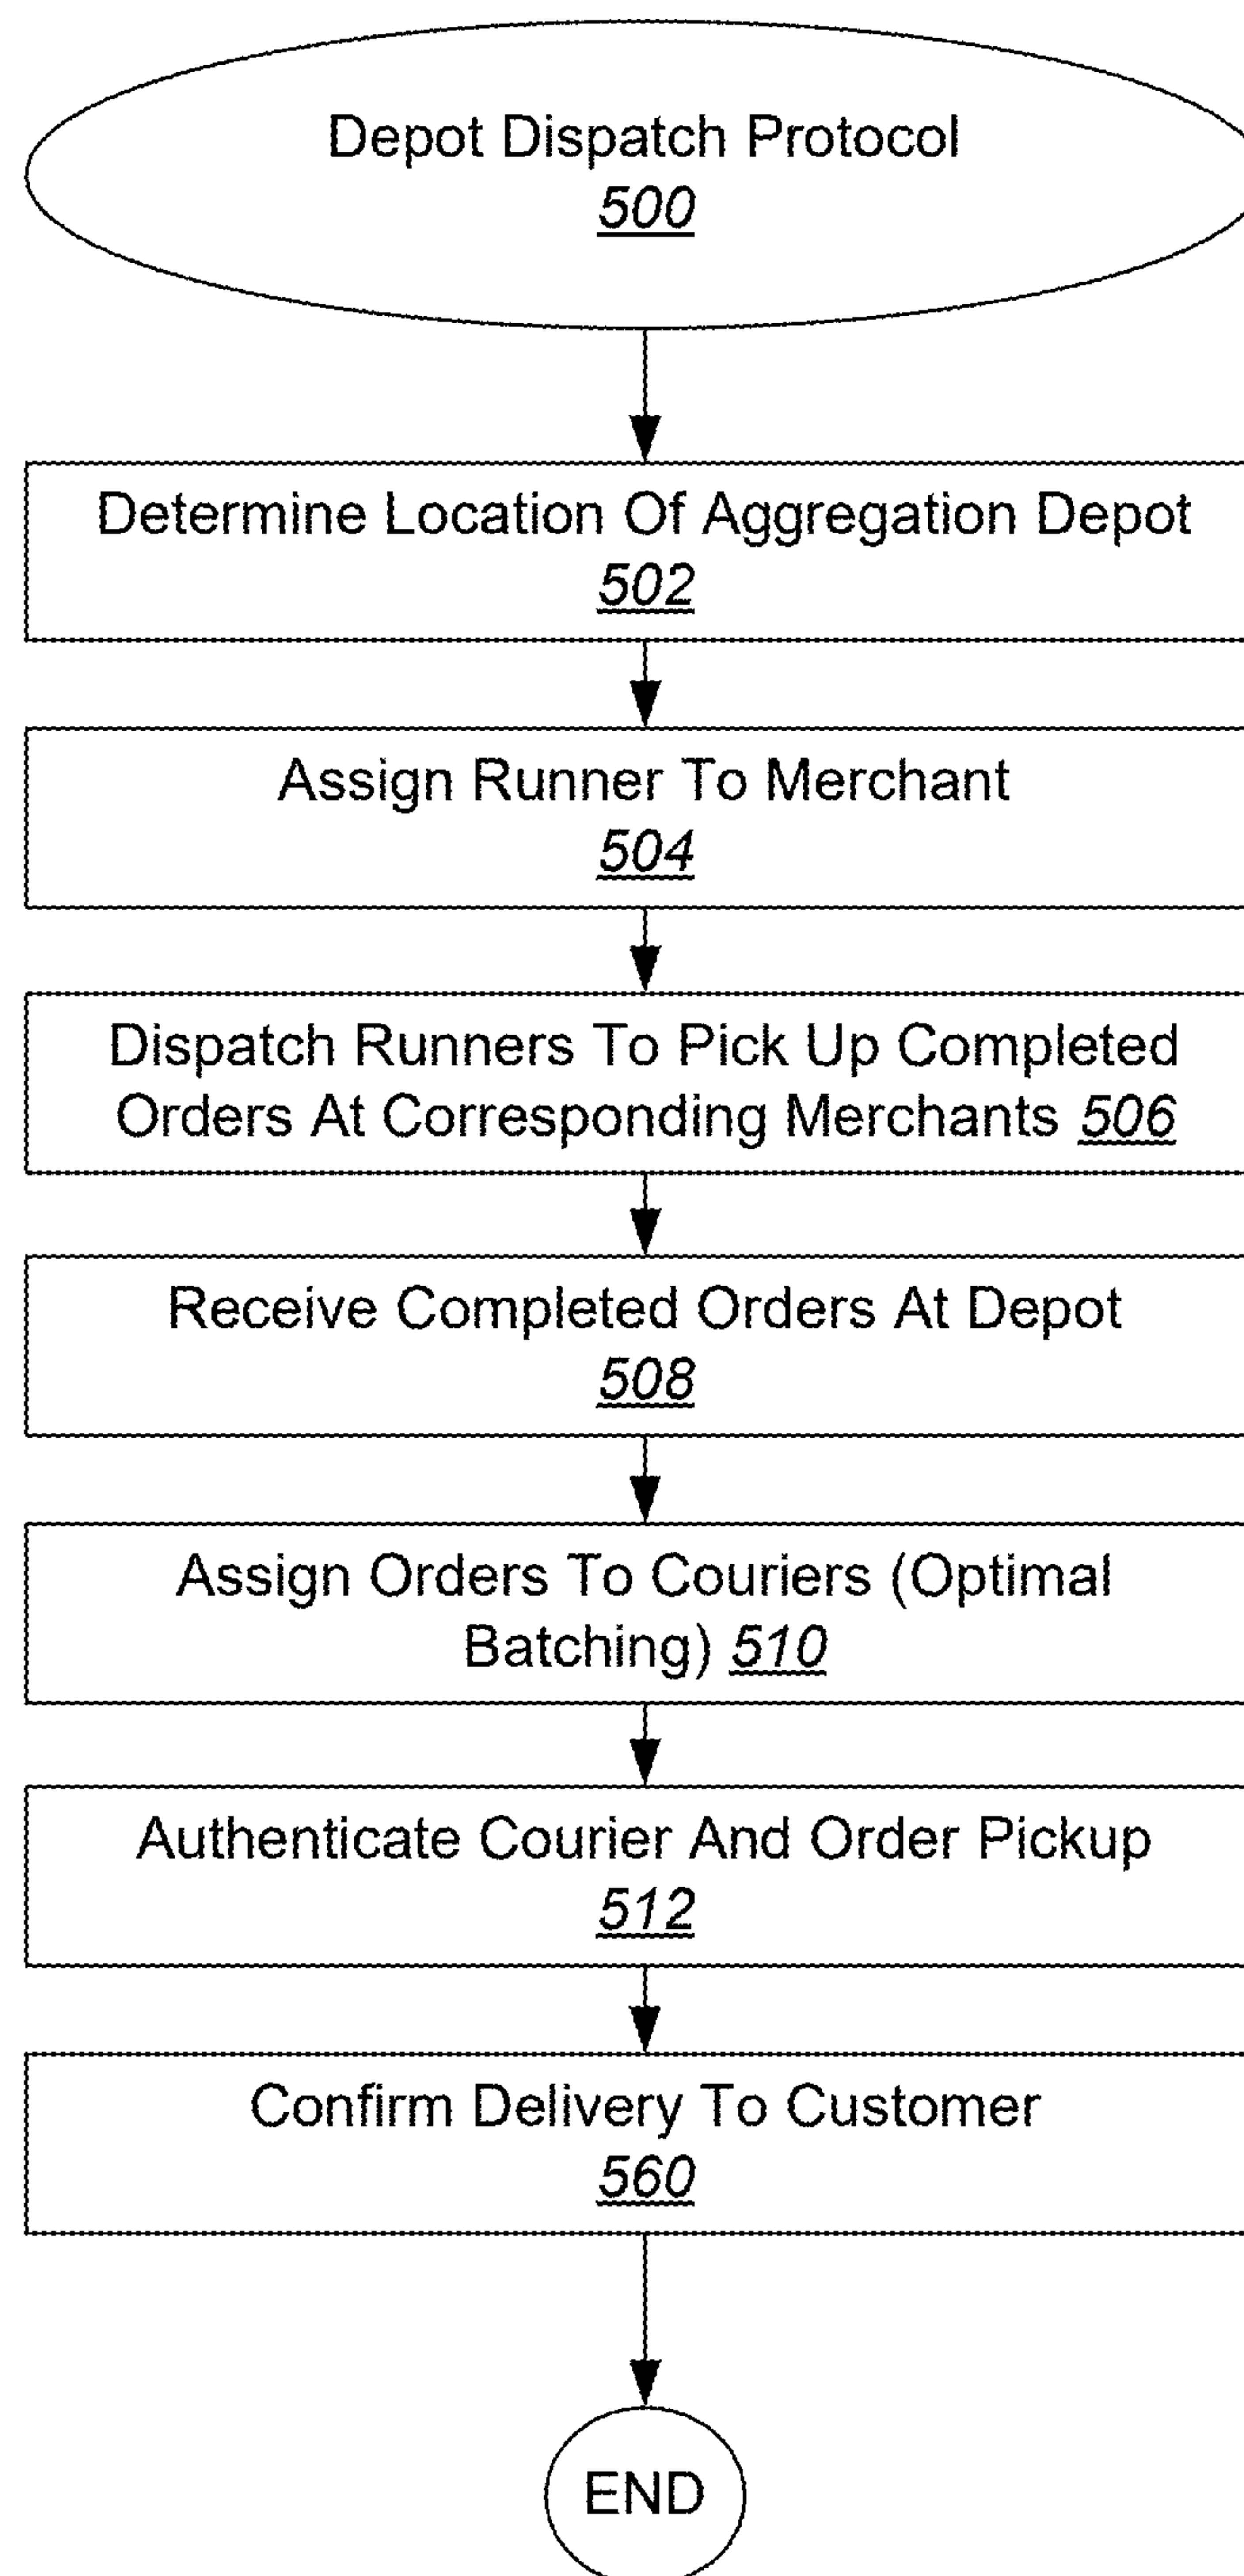 Depot Dispatch Protocol
500
Determine Location Of Aggregation Depot
502
Assign Runner To Merchant
504
Dispatch Runners To Pick Up Completed
Orders At Corresponding Merchants 506
Receive Completed Orders At Depot
508
Assign Orders To Couriers (Optimal
Batching) 510
Authenticate Courier And Order Pickup
512
Confirm Delivery To Customer
560
END